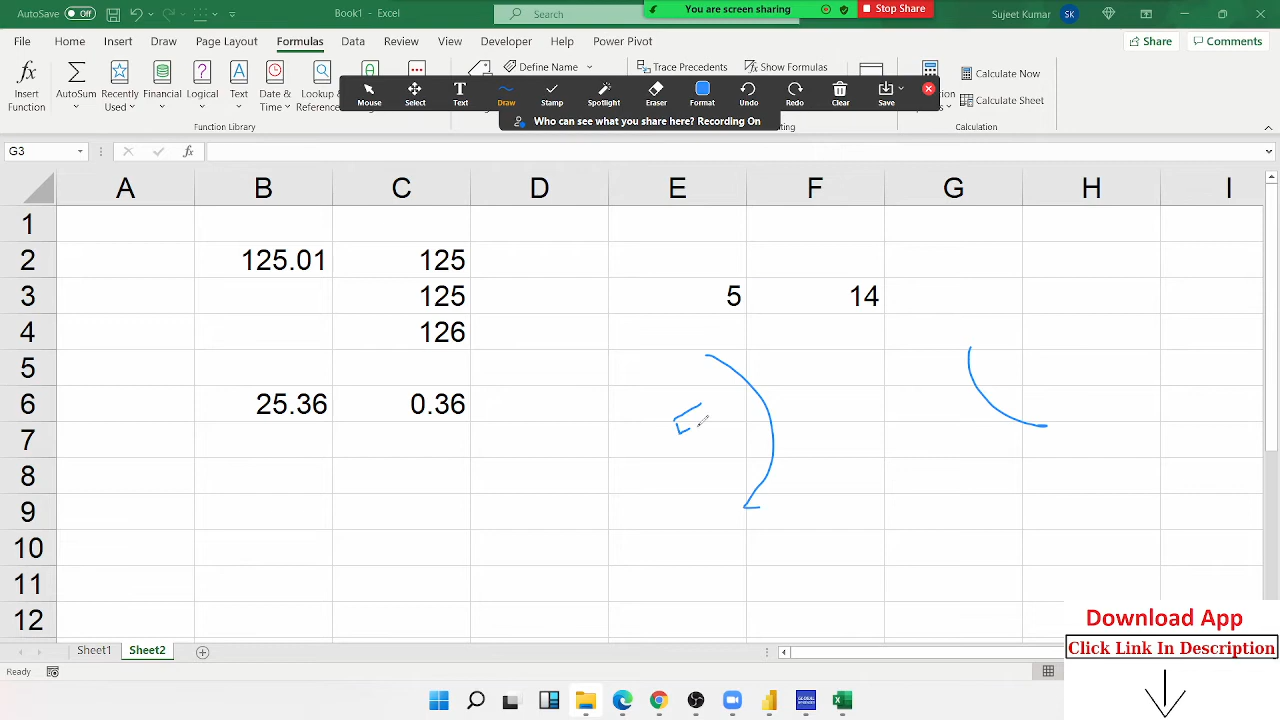 AutoSave Off Book1 - Excel Search You are screen sharing Stop Share Sujeet Kumar SK
File Home Insert Draw Page Layout Formulas Data Review View Developer Help Power Pivot Share Comments
Define Name Trace Precedents Show Formulas Calculate Now
Insert Function AutoSum Recently Used Financial Logical Text Date & Time Lookup & Reference Calculate Sheet
Mouse Select Text Draw Stamp Spotlight Eraser Format Undo Redo Clear Save
Who can see what you share here? Recording On
Function Library Calculation
G3 fx
A B C D E F G H I
1
2 125.01 125
3 125 5 14
4 126
5
6 25.36 0.36
7
8
9
10
11
12
Download App
Click Link In Description
Sheet1 Sheet2
Ready